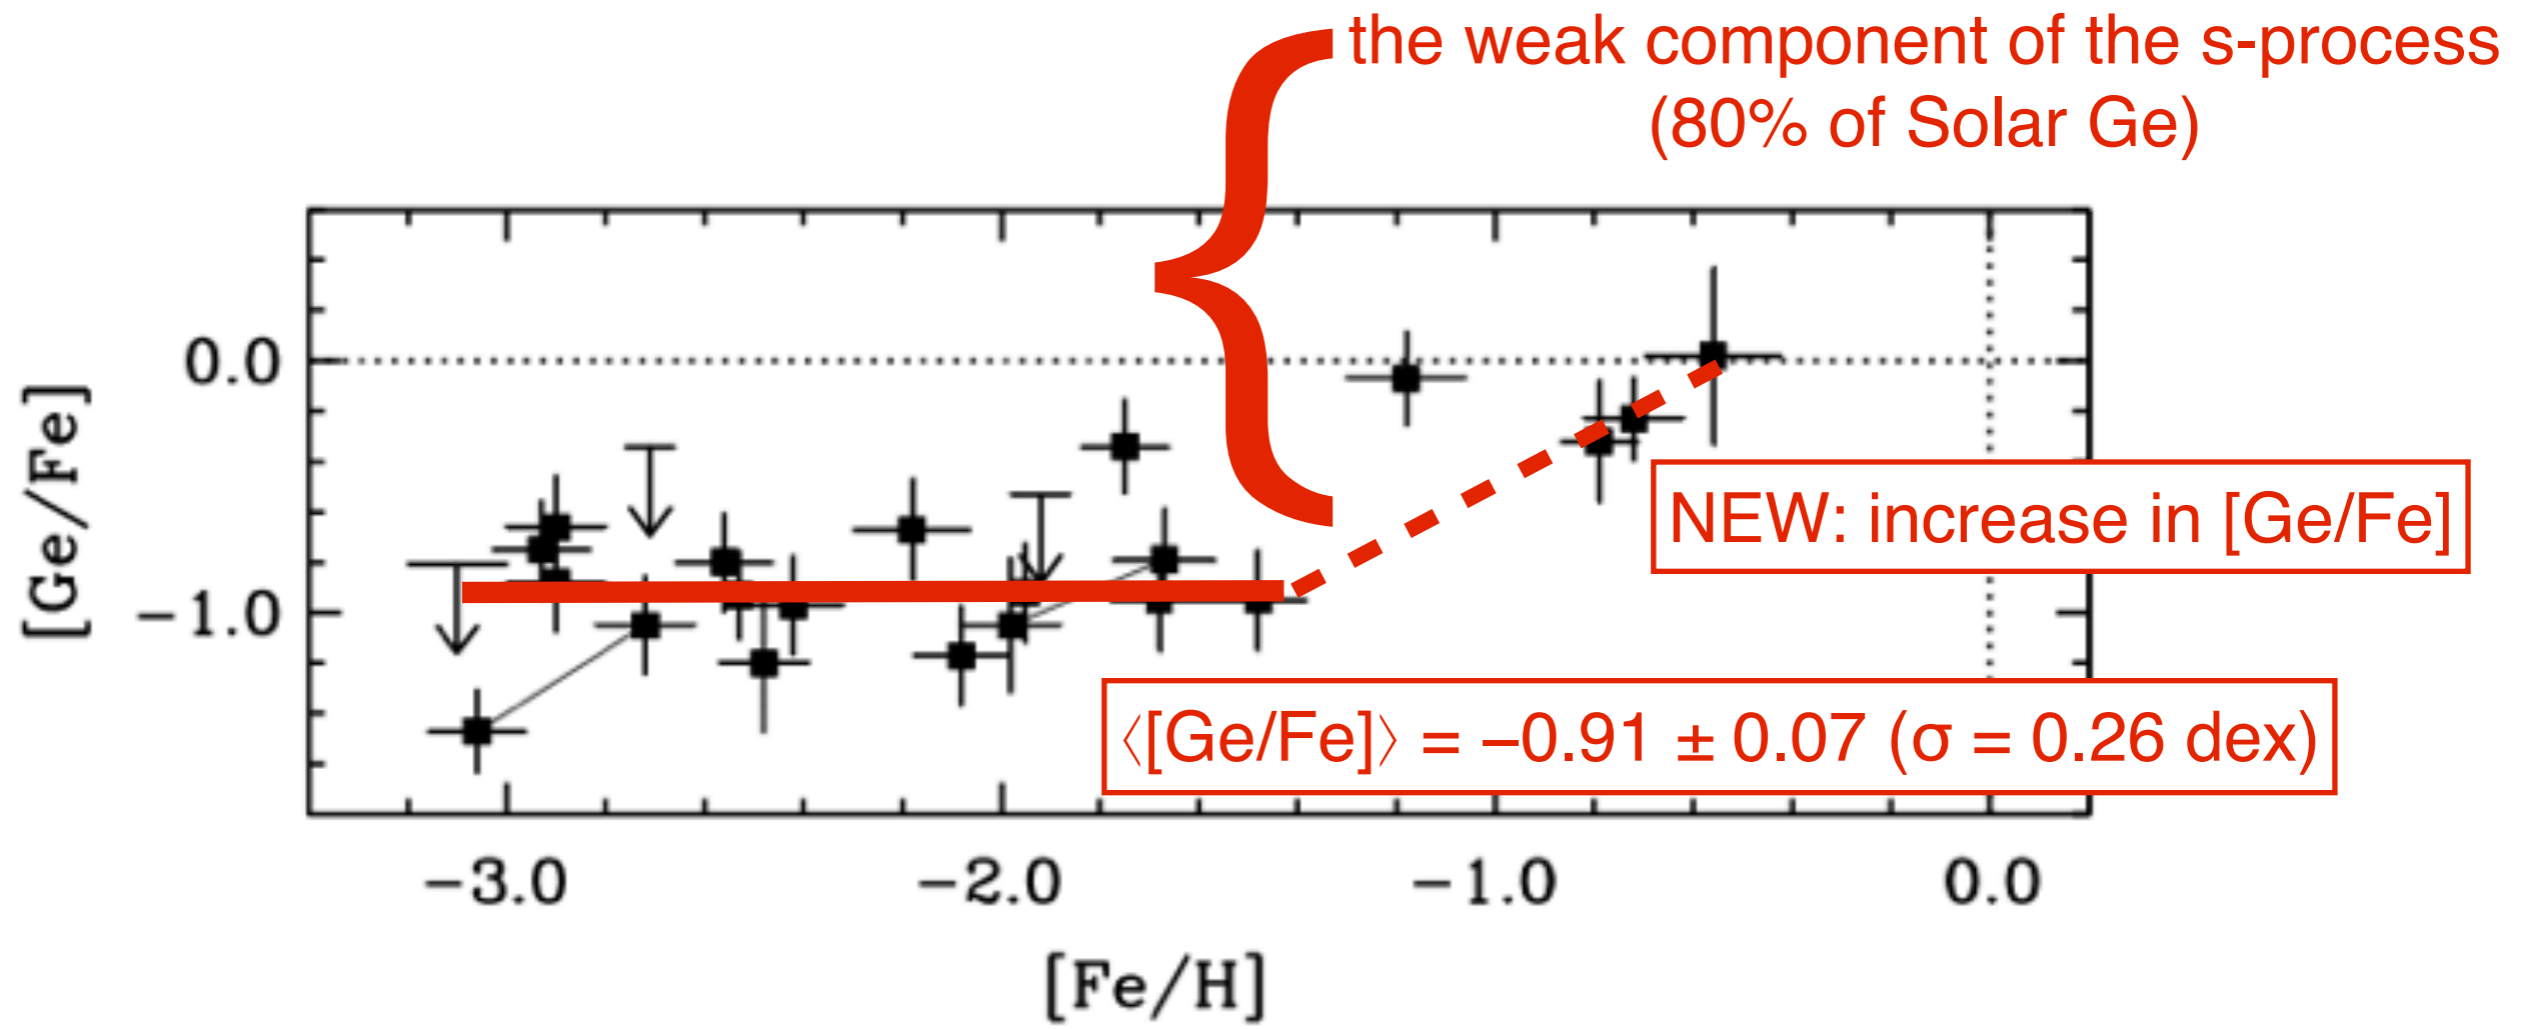 the weak component of the s-process
(80% of Solar Ge)
0.0
−1.0
[Ge/Fe]
NEW: increase in [Ge/Fe]
⟨[Ge/Fe]⟩ = –0.91 ± 0.07 (σ = 0.26 dex)
−3.0 −2.0 −1.0 0.0
[Fe/H]